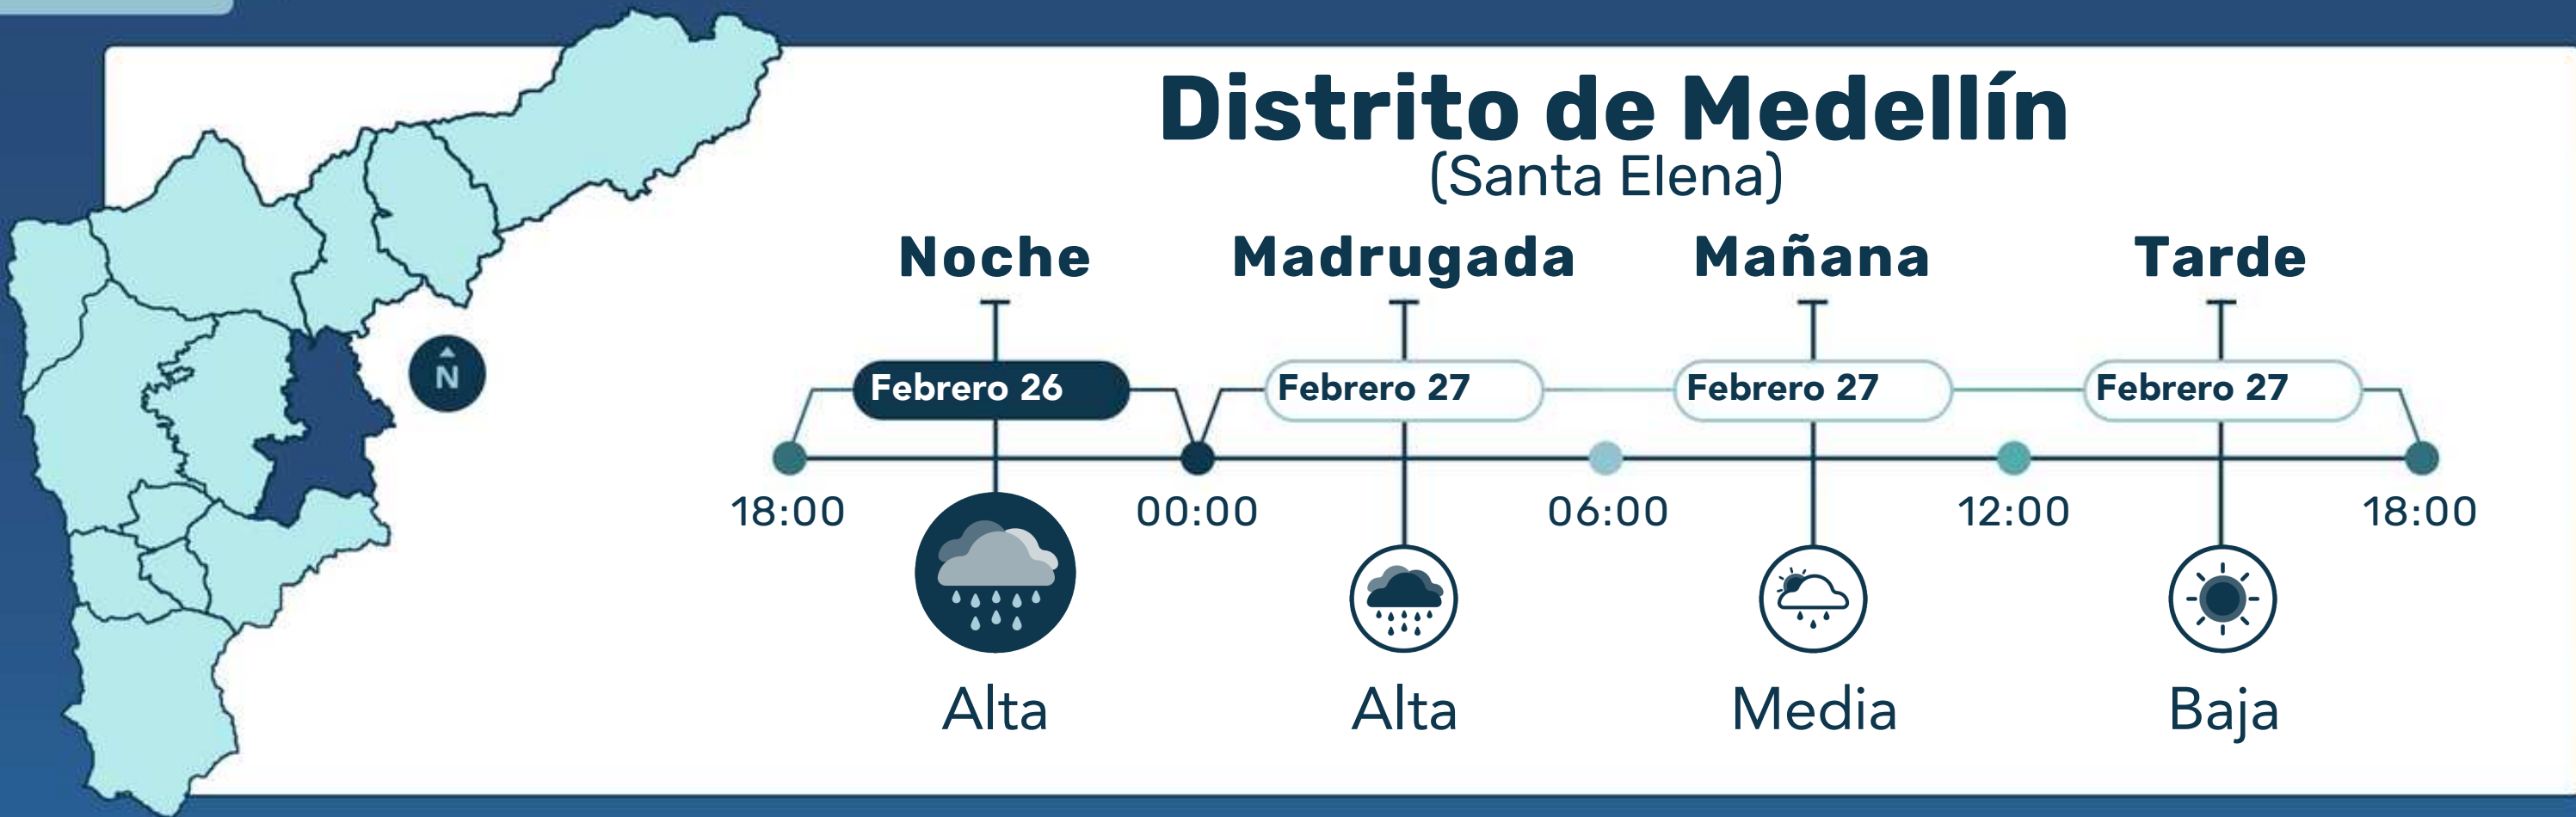 Distrito de Medellín
(Santa Elena)
Noche Madrugada Mañana Tarde
Febrero 26 Febrero 27 Febrero 27 Febrero 27
N
18:00 00:00 06:00 12:00 18:00
Alta Alta Media Baja